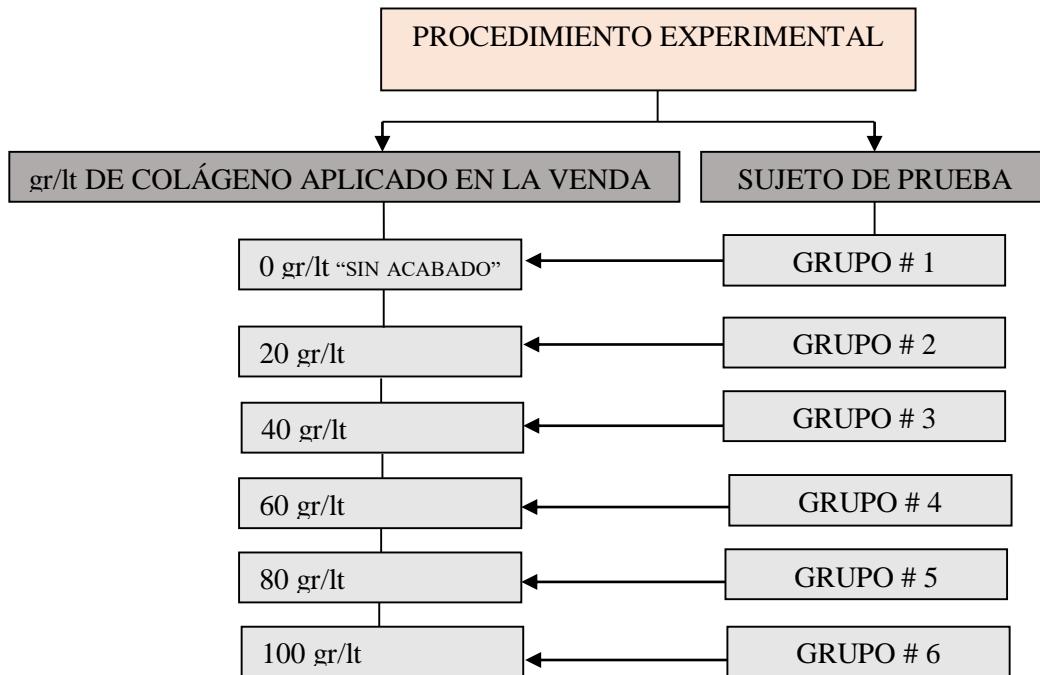 PROCEDIMIENTO EXPERIMENTAL
gr/lt DE COLÁGENO APLICADO EN LA VENDA
SUJETO DE PRUEBA
0 gr/lt “SIN ACABADO”
GRUPO # 1
20 gr/lt
GRUPO # 2
40 gr/lt
GRUPO # 3
60 gr/lt
GRUPO # 4
80 gr/lt
GRUPO # 5
100 gr/lt
GRUPO # 6